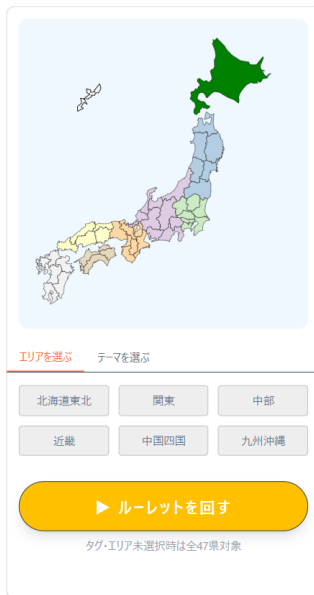 エリアを選ぶ テーマを選ぶ
北海道東北 関東 中部
近畿 中国四国 九州沖縄
▶ ルーレットを回す
タグ・エリア未選択時は全47県対象